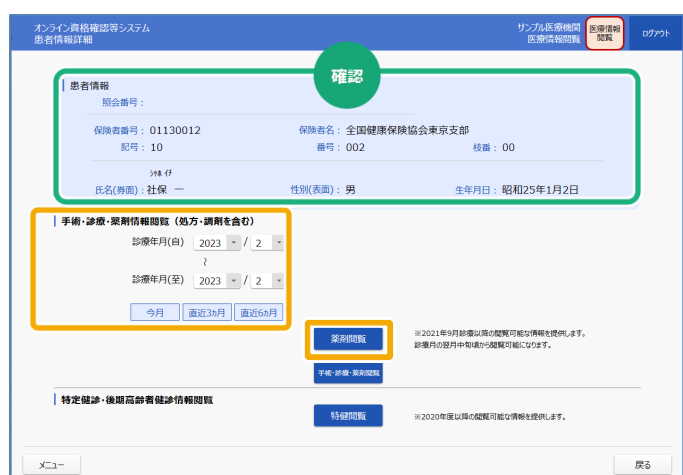 オンライン資格確認等システム
患者情報詳細
サンプル医療機関
医療情報閲覧
医療情報
閲覧
ログアウト
確認
患者情報
照会番号：
保険者番号：01130012
保険者名：全国健康保険協会東京支部
記号：10
番号：002
枝番：00
シャホ イチ
氏名(券面)：社保 一
性別(表面)：男
生年月日：昭和25年1月2日
手術・診療・薬剤情報閲覧（処方・調剤を含む）
診療年月(自) 2023 / 2
～
診療年月(至) 2023 / 2
今月 直近3ヵ月 直近6ヵ月
薬剤閲覧
※2021年9月診療以降の閲覧可能な情報を提供します。
診療月の翌月中旬頃から閲覧可能になります。
手術・診療・薬剤閲覧
特定健診・後期高齢者健診情報閲覧
特健閲覧
※2020年度以降の閲覧可能な情報を提供します。
メニュー
戻る